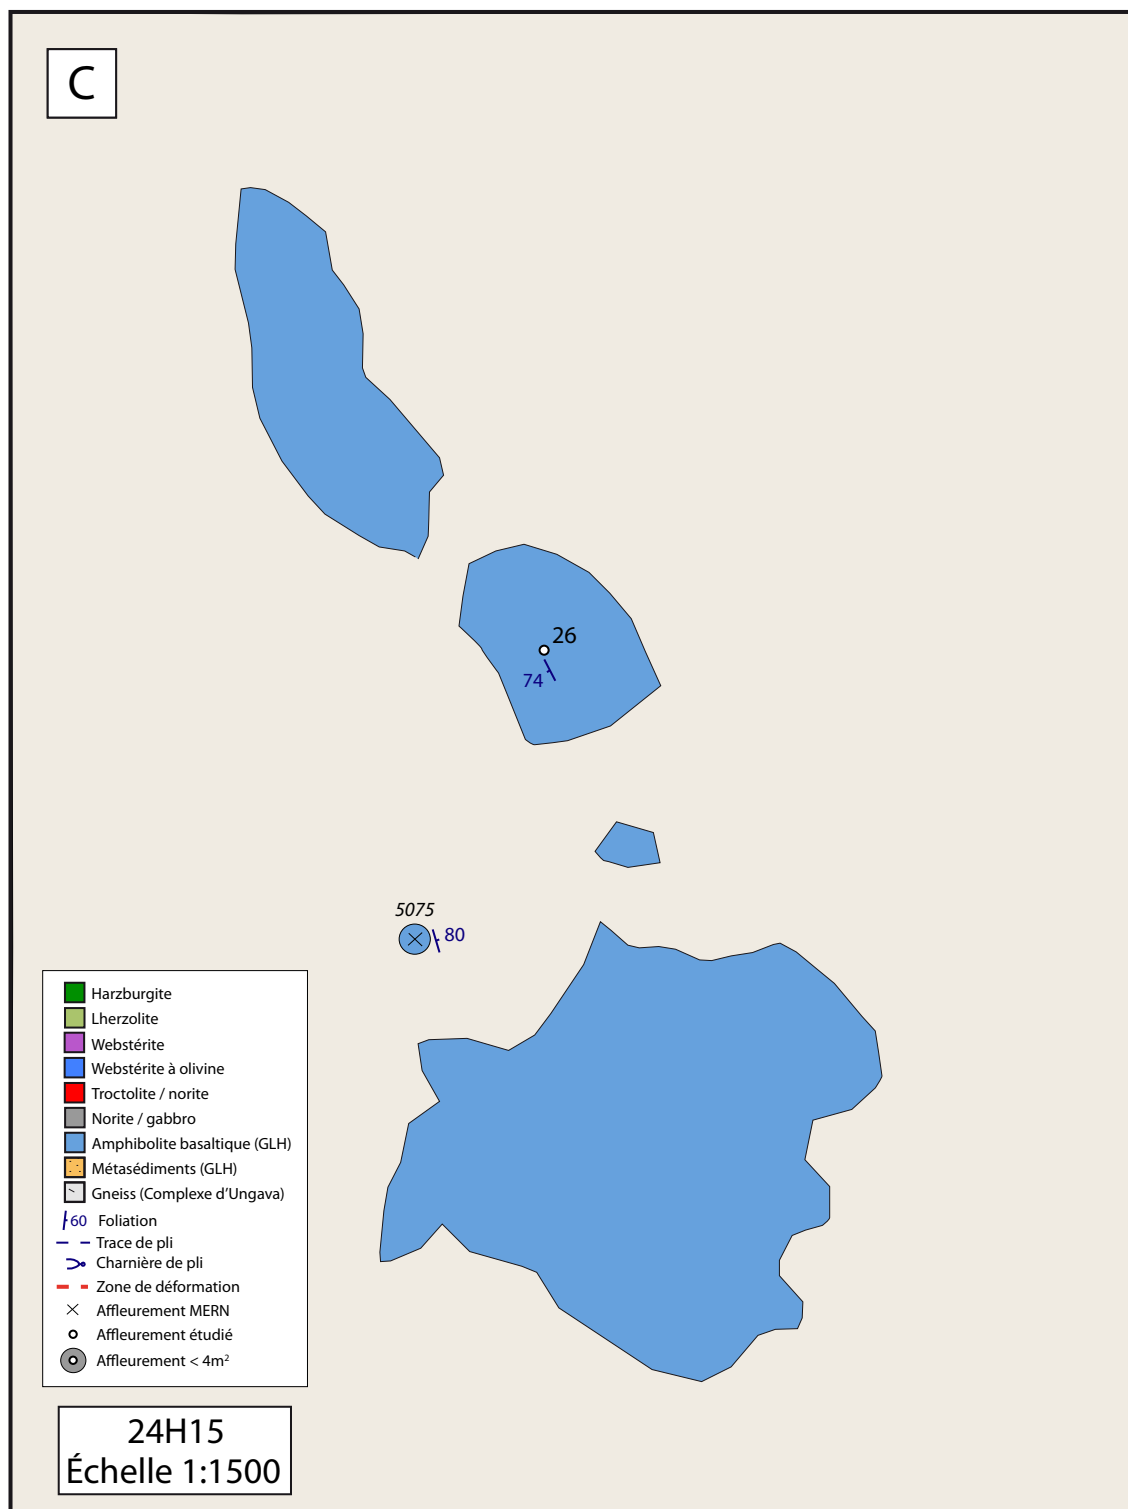 C
26
74
5075
80
Harzburgite
Lherzolite
Webstérite
Webstérite à olivine
Troctolite / norite
Norite / gabbro
Amphibolite basaltique (GLH)
Métasédiments (GLH)
Gneiss (Complexe d'Ungava)
60 Foliation
Trace de pli
Charnière de pli
Zone de déformation
Affleurement MERN
Affleurement étudié
Affleurement < 4m²
24H15
Échelle 1:1500